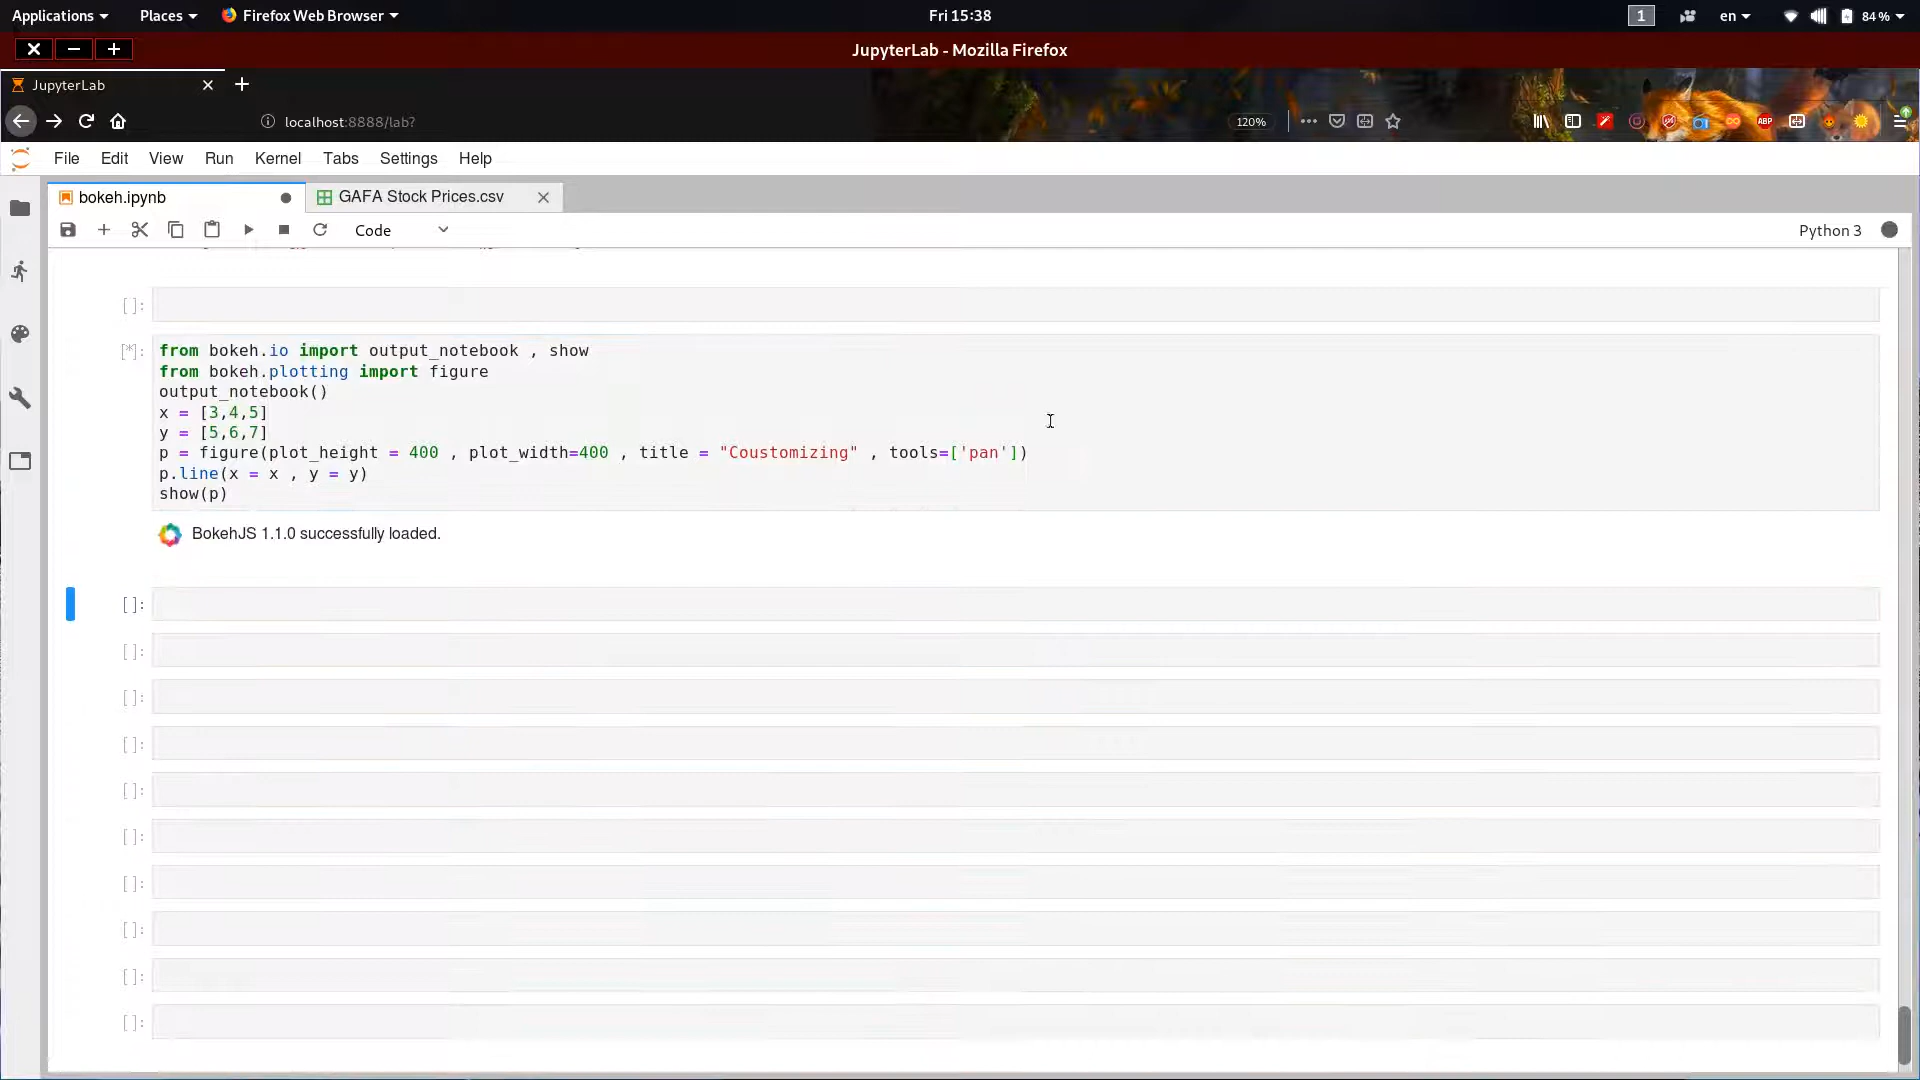 Applications Places Firefox Web Browser Fri 15:38 1 en 84 %
JupyterLab - Mozilla Firefox
JupyterLab
localhost:8888/lab? 120% ABP
File Edit View Run Kernel Tabs Settings Help
bokeh.ipynb GAFA Stock Prices.csv
Code Python 3
[ ]:
[*]: from bokeh.io import output_notebook , show
from bokeh.plotting import figure
output_notebook()
x = [3,4,5]
y = [5,6,7]
p = figure(plot_height = 400 , plot_width=400 , title = "Coustomizing" , tools=['pan'])
p.line(x = x , y = y)
show(p)
BokehJS 1.1.0 successfully loaded.
[ ]:
[ ]:
[ ]:
[ ]:
[ ]:
[ ]:
[ ]:
[ ]:
[ ]:
[ ]: